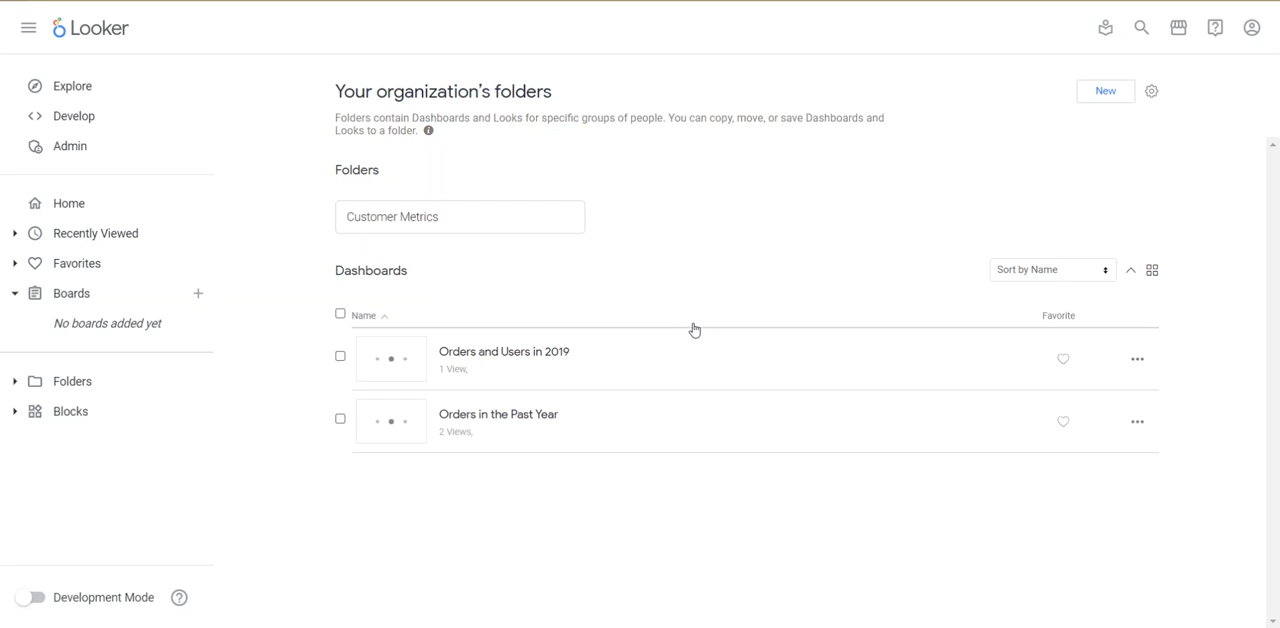 Looker
Explore
Develop
Admin
Home
Recently Viewed
Favorites
Boards
No boards added yet
Folders
Blocks
Development Mode
Your organization's folders
New
Folders contain Dashboards and Looks for specific groups of people. You can copy, move, or save Dashboards and
Looks to a folder.
Folders
Customer Metrics
Dashboards
Sort by Name
Name
Favorite
Orders and Users in 2019
1 View,
Orders in the Past Year
2 Views,